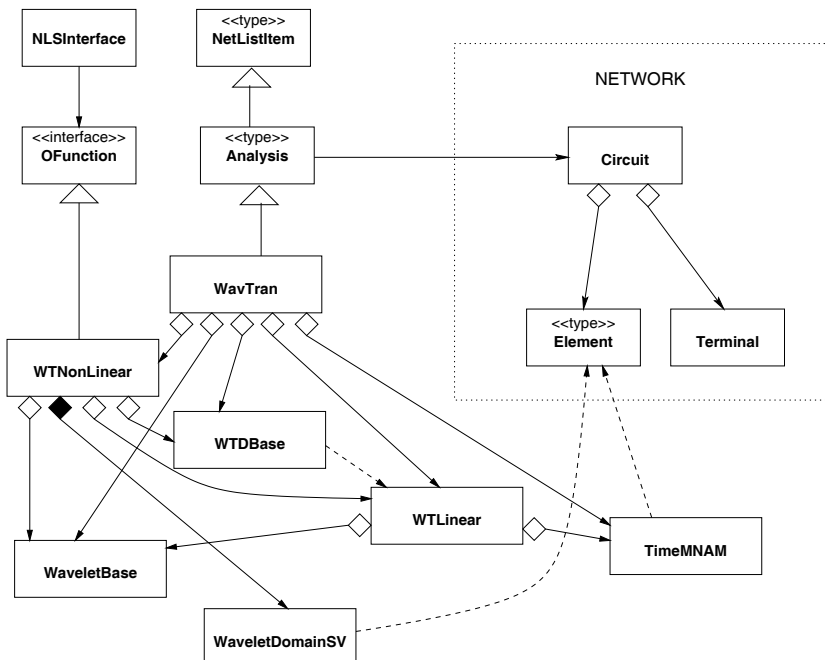 NLSInterface
<<type>>
NetListItem
NETWORK
<<interface>>
OFunction
<<type>>
Analysis
Circuit
WavTran
<<type>>
Element
Terminal
WTNonLinear
WTDBase
WTLinear
TimeMNAM
WaveletBase
WaveletDomainSV